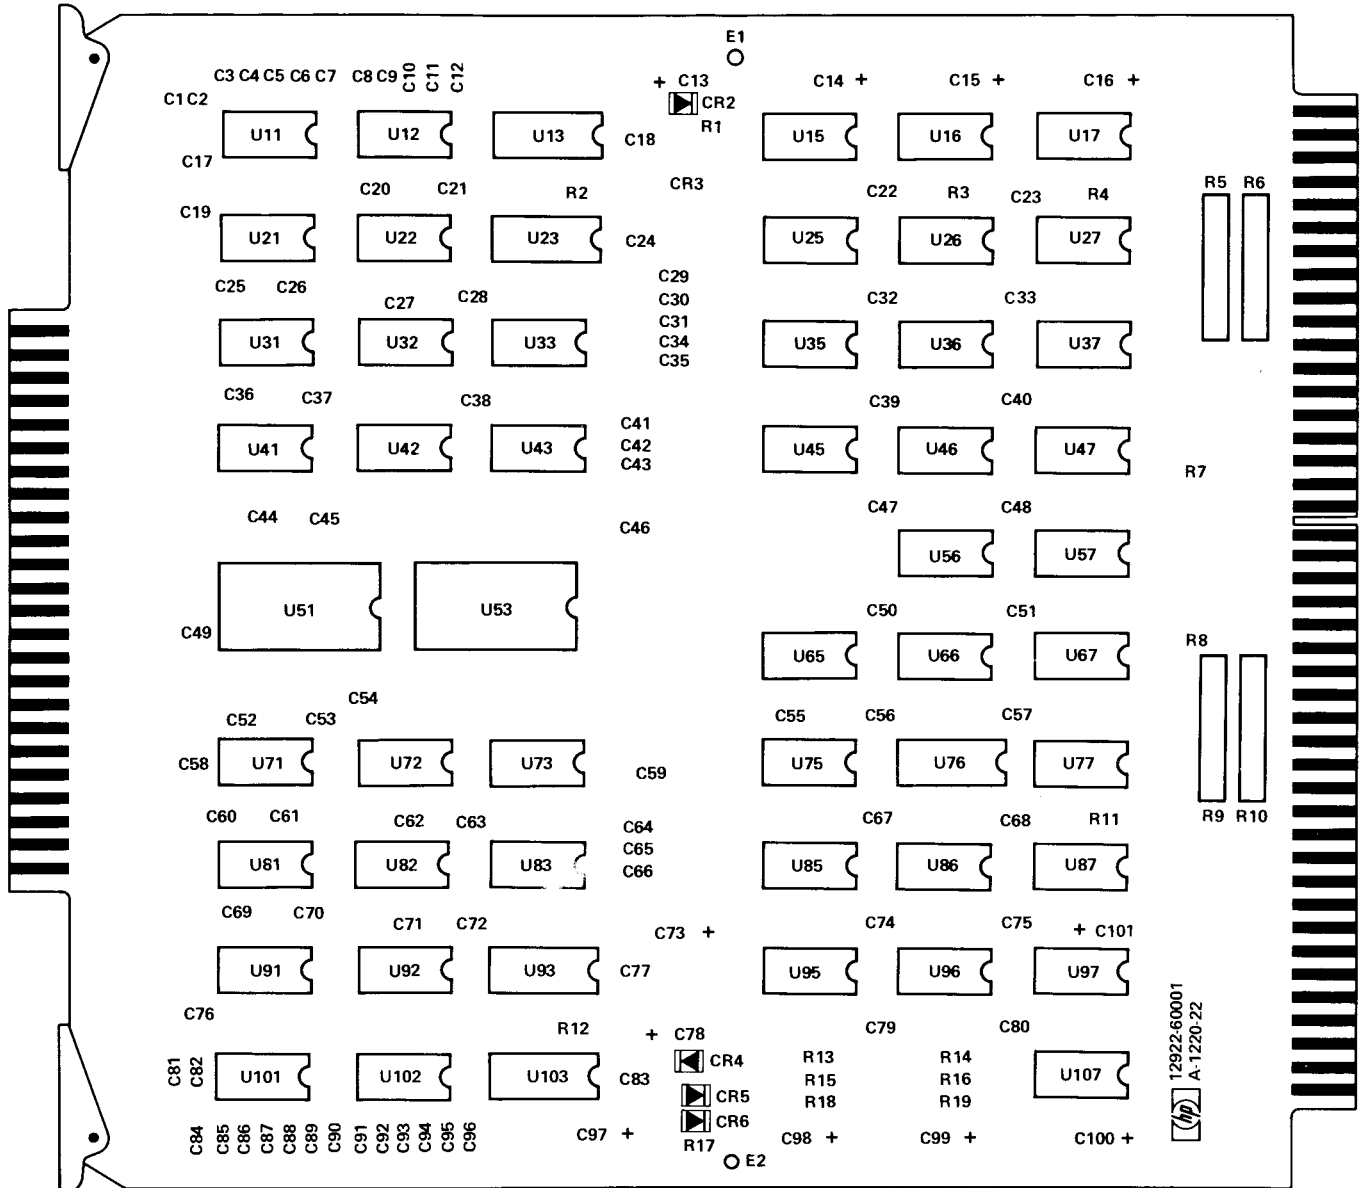 E1
C3 C4 C5 C6 C7 C8 C9 C10 C11 C12 + C13 C14 + C15 + C16 +
C1 C2 CR2
R1
U11 U12 U13 C18 U15 U16 U17
C17
CR3 R5 R6
C20 C21 R2 C22 R3 C23 R4
C19
U21 U22 U23 C24 U25 U26 U27
C29
C25 C26
C27 C28 C30 C32 C33
C31
U31 U32 U33 C34 U35 U36 U37
C35
C36 C37 C38 C39 C40
C41
U41 U42 U43 C42 U45 U46 U47
C43
R7
C44 C45 C46 C47 C48
U56 U57
U51 U53 C50 C51
C49
R8
U65 U66 U67
C54
C52 C53 C55 C56 C57
C58 U71 U72 U73 C59 U75 U76 U77
C60 C61 C62 C63 C64 C67 C68 R11 R9 R10
C65
U81 U82 U83 C66 U85 U86 U87
C69 C70 C71 C72 C73 + C74 C75 + C101
U91 U92 U93 C77 U95 U96 U97
C76
R12 + C78 C79 C80
CR4 R13 R14
C81 C82 U101 U102 U103 C83 R15 R16 U107
CR5 R18 R19
CR6
C84 C85 C86 C87 C88 C89 C90 C91 C92 C93 C94 C95 C96 C97 + R17 C98 + C99 + C100 +
E2
hp 12922-60001
A-1220-22